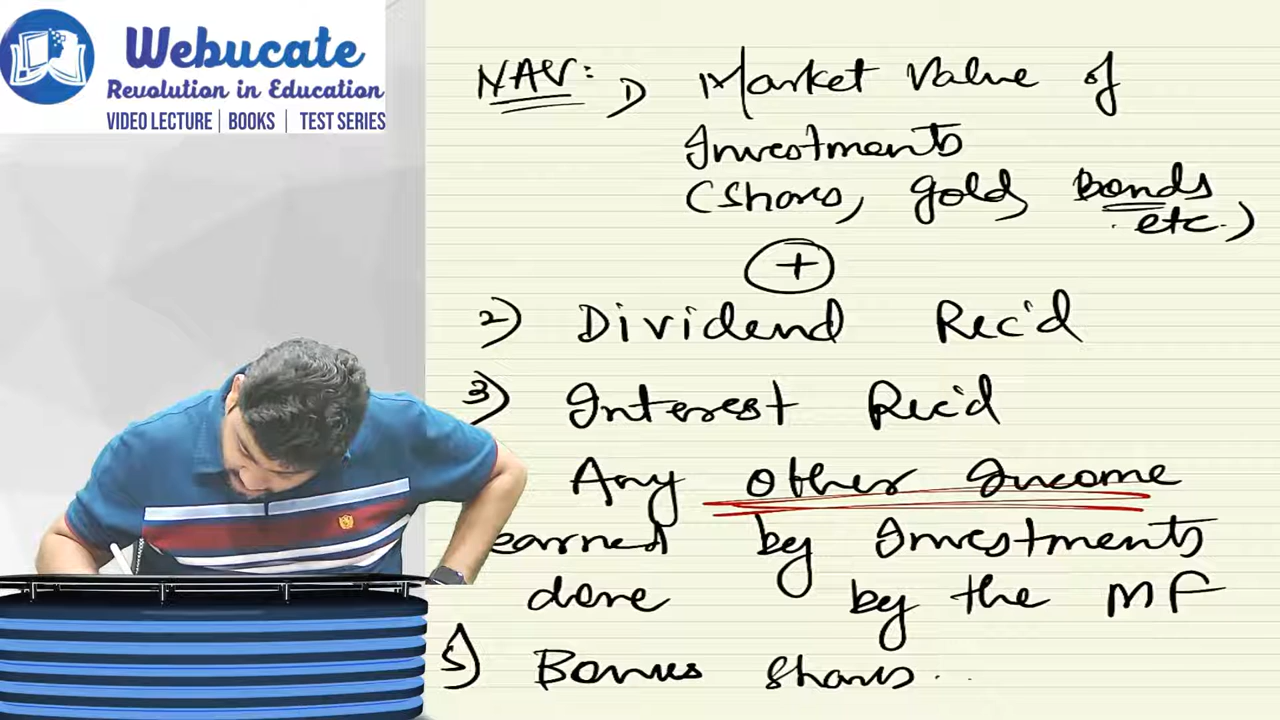 Webucate
Revolution in Education
VIDEO LECTURE | BOOKS | TEST SERIES
NAV: 1) Market Value of
Investments
(Shares, gold Bonds
etc.)
+
2) Dividend Rec'd
3) Interest Rec'd
Any other Income
earned by Investments
done by the MF
5) Bonus Shares